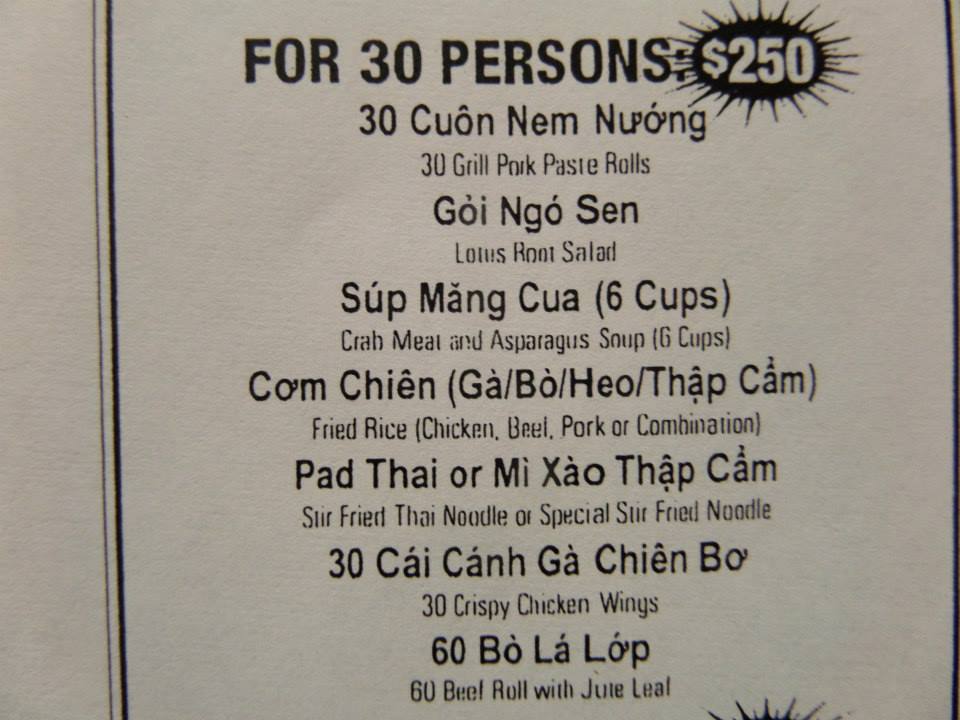 FOR 30 PERSONS: $250
30 Cuôn Nem Nướng
30 Grill Pork Paste Rolls
Gỏi Ngó Sen
Lotus Root Salad
Súp Măng Cua (6 Cups)
Crab Meat and Asparagus Soup (6 Cups)
Cơm Chiên (Gà/Bò/Heo/Thập Cẩm)
Fried Rice (Chicken, Beef, Pork or Combination)
Pad Thai or Mì Xào Thập Cẩm
Stir Fried Thai Noodle or Special Stir Fried Noodle
30 Cái Cánh Gà Chiên Bơ
30 Crispy Chicken Wings
60 Bò Lá Lớp
60 Beef Roll with Jute Leaf